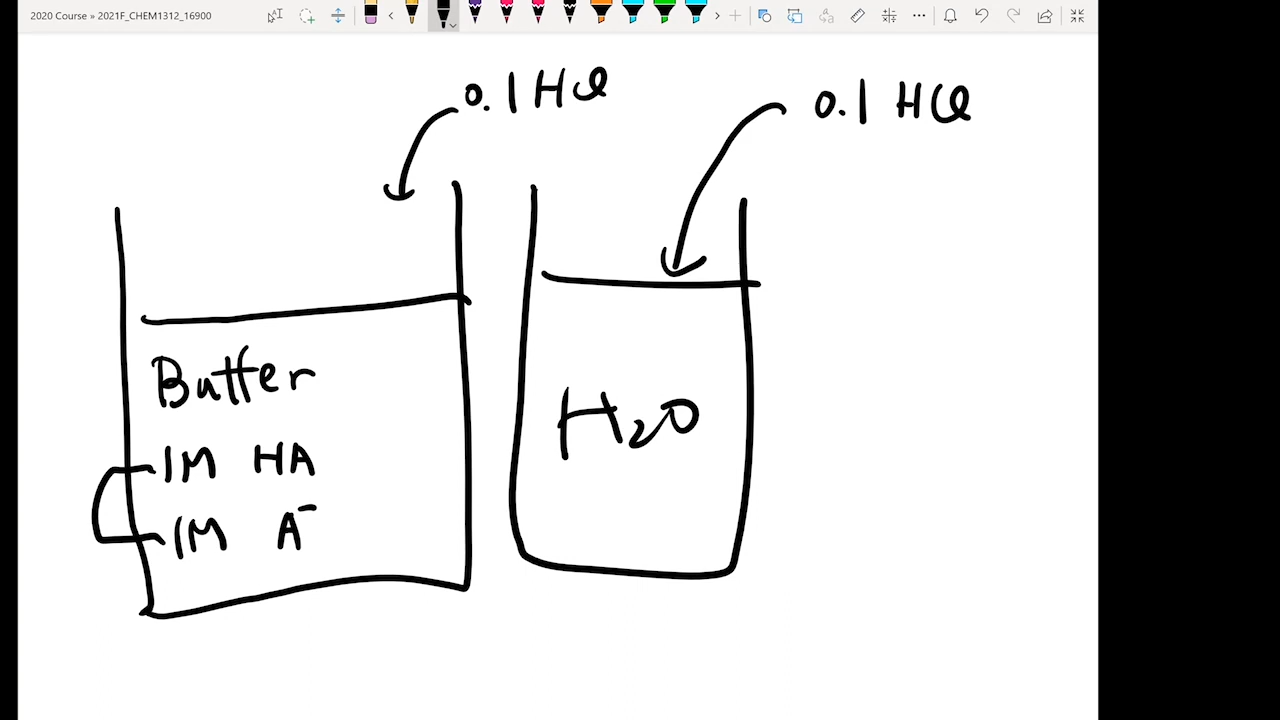 2020 Course » 2021F_CHEM1312_16900
0.1 HCl
0.1 HCl
Buffer
1M HA
1M A⁻
H₂O